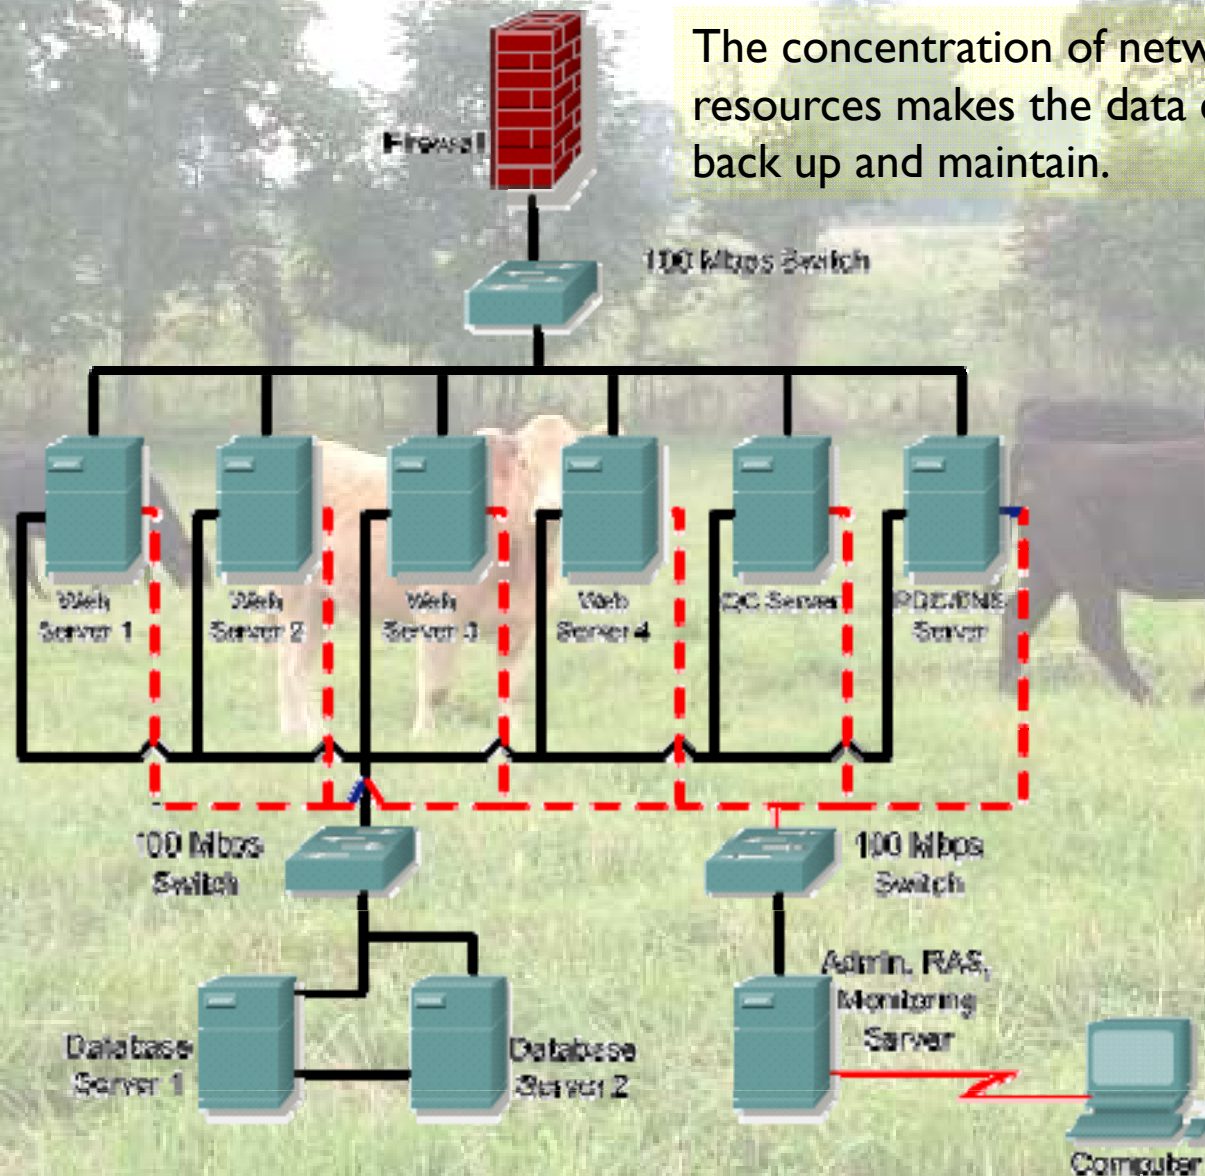 The concentration of netw
resources makes the data
back up and maintain.
Firewall
100 Mbps Switch
Web
Server 1
Web
Server 2
Web
Server 3
Web
Server 4
Server
PDC/DNS
Server
100 Mbps
Switch
100 Mbps
Switch
Admin, RAS,
Monitoring
Server
Database
Server 1
Database
Server 2
Computer